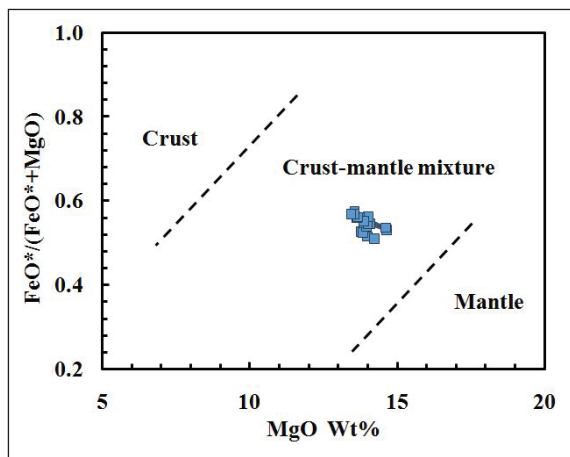 1.0
0.8
0.6
0.4
0.2
FeO*/(FeO*+MgO)
Crust
Crust-mantle mixture
Mantle
5 10 15 20
MgO Wt%